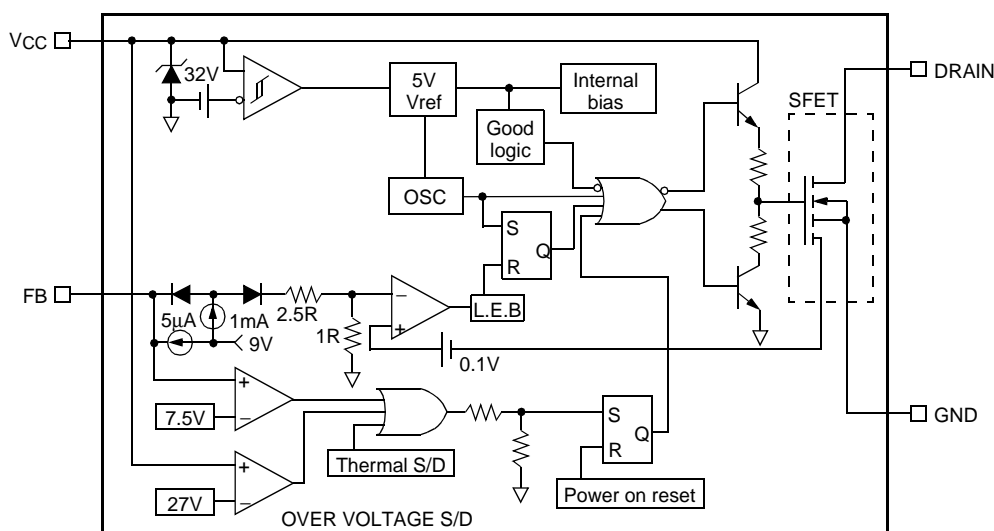 VCC
32V
5V
Vref
Internal
bias
DRAIN
SFET
Good
logic
OSC
S
R
Q
FB
5μA
1mA
9V
2.5R
1R
−
+
L.E.B
0.1V
+
−
7.5V
Thermal S/D
S
R
Q
GND
+
−
27V
Power on reset
OVER VOLTAGE S/D